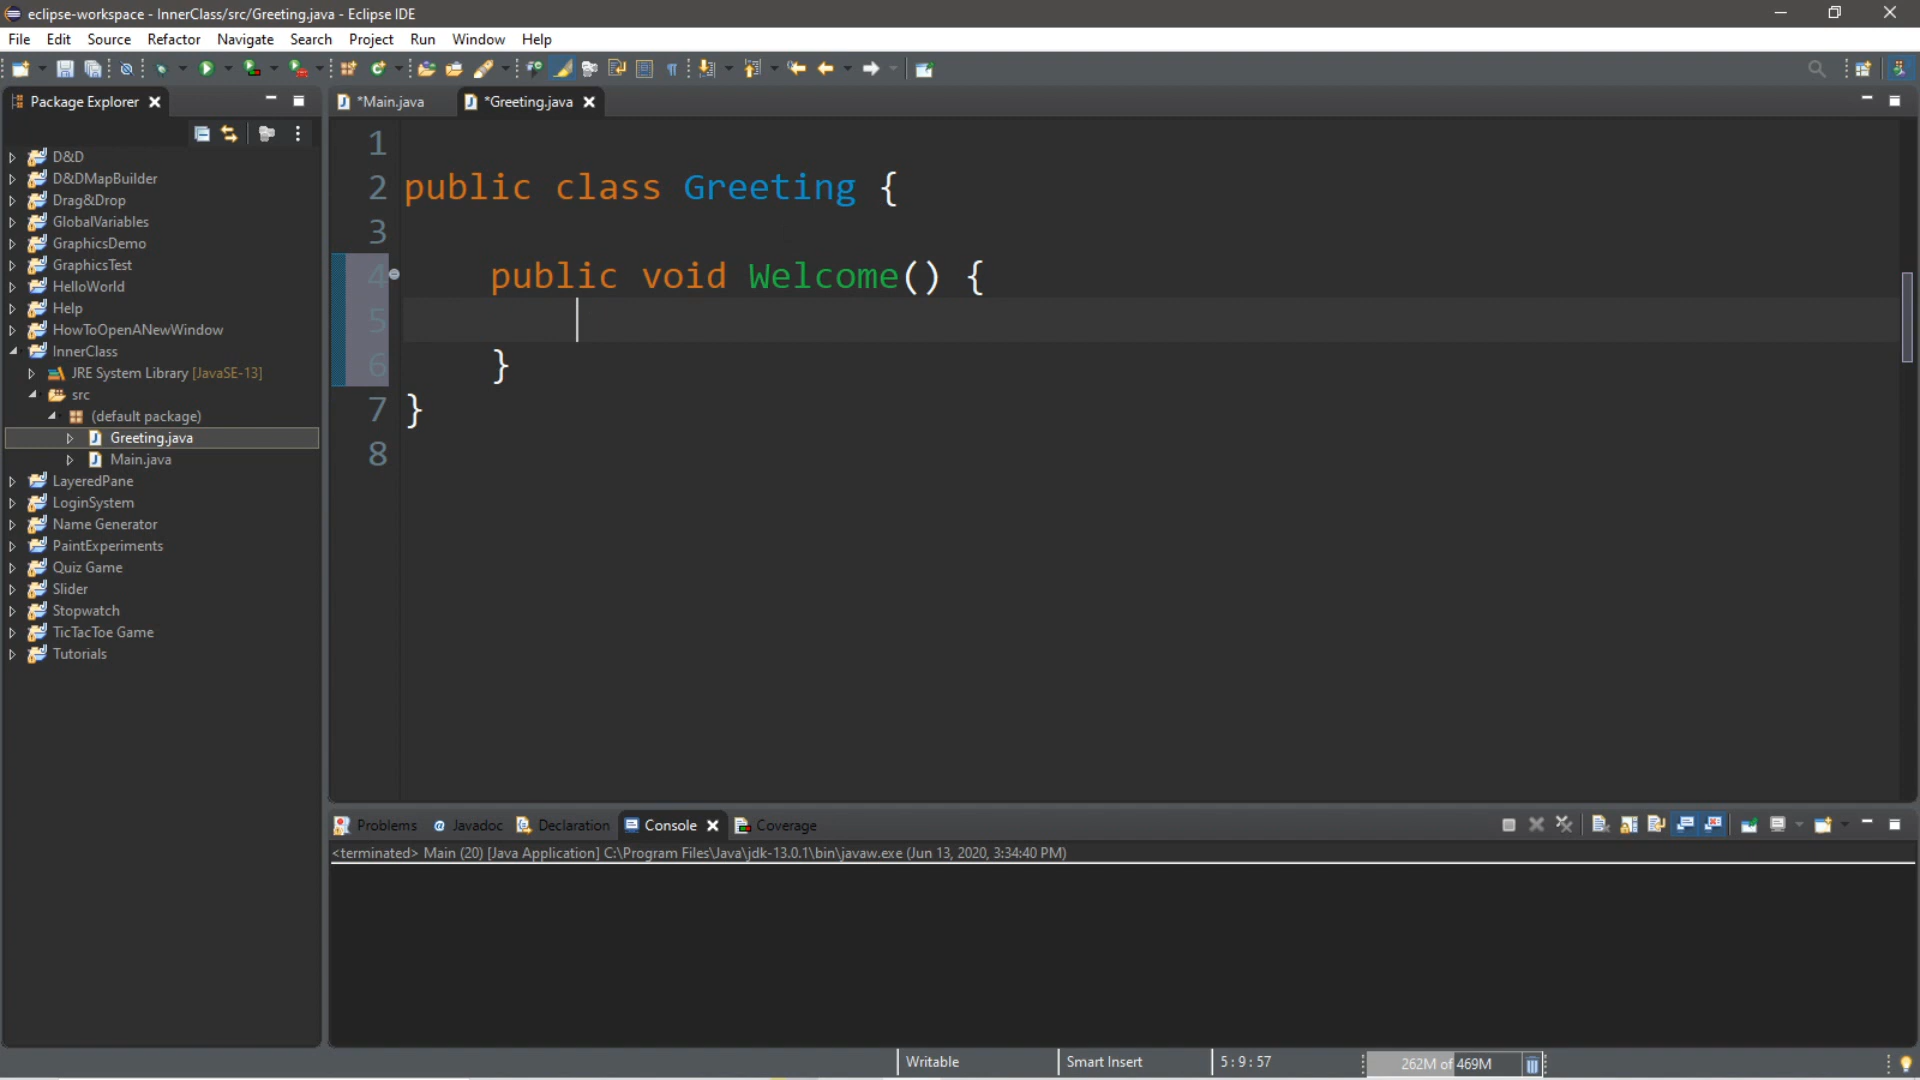 eclipse-workspace - InnerClass/src/Greeting.java - Eclipse IDE
File Edit Source Refactor Navigate Search Project Run Window Help
Package Explorer
*Main.java
*Greeting.java
D&D
D&DMapBuilder
Drag&Drop
GlobalVariables
GraphicsDemo
GraphicsTest
HelloWorld
Help
HowToOpenANewWindow
InnerClass
JRE System Library [JavaSE-13]
src
(default package)
Greeting.java
Main.java
LayeredPane
LoginSystem
Name Generator
PaintExperiments
Quiz Game
Slider
Stopwatch
TicTacToe Game
Tutorials
1
2 public class Greeting {
3
4 public void Welcome() {
5
6 }
7 }
8
Problems @ Javadoc Declaration Console Coverage
<terminated> Main (20) [Java Application] C:\Program Files\Java\jdk-13.0.1\bin\javaw.exe (Jun 13, 2020, 3:34:40 PM)
Writable Smart Insert 5 : 9 : 57 262M of 469M